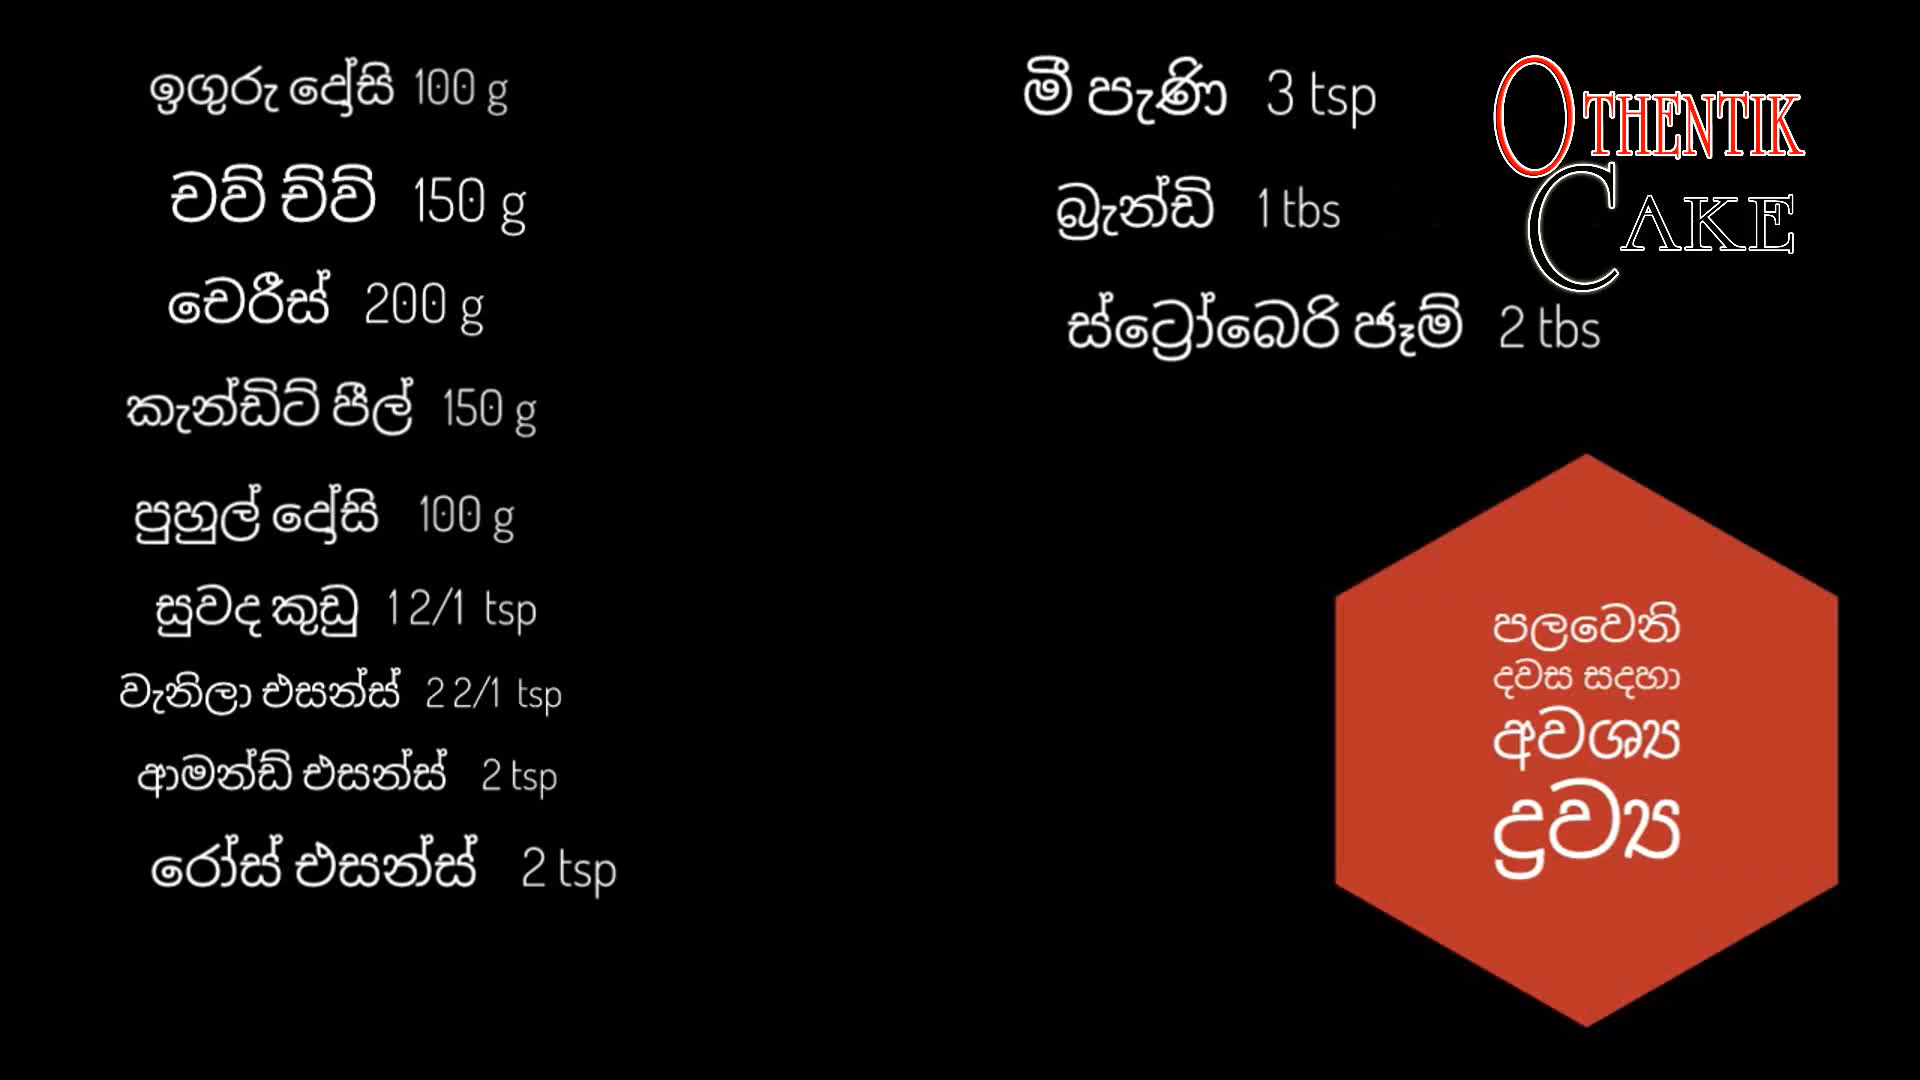 ඉගුරු දෝසි 100 g
චව් චිව් 150 g
චෙරීස් 200 g
කැන්ඩිට් පීල් 150 g
පුහුල් දෝසි 100 g
සුවද කුඩු 1 2/1 tsp
වැනිලා එසන්ස් 2 2/1 tsp
ආමන්ඩ් එසන්ස් 2 tsp
රෝස් එසන්ස් 2 tsp
මී පැණි 3 tsp
බ්‍රැන්ඩි 1 tbs
ස්ට්‍රෝබෙරි ජෑම් 2 tbs
OTHENTIK
CAKE
පලවෙනි
දවස සදහා
අවශ්‍ය
ද්‍රව්‍ය